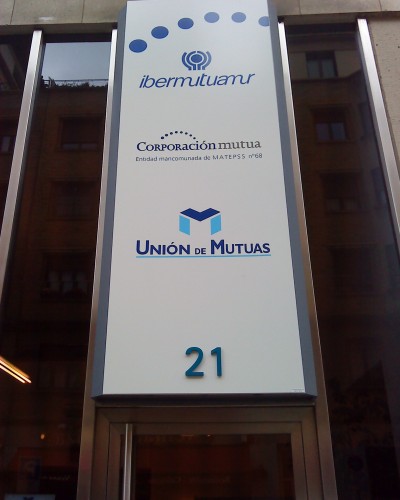 ibermutuamur
CORPORACIÓN mutua
Entidad mancomunada de MATEPSS nº68
UNIÓN DE MUTUAS
21